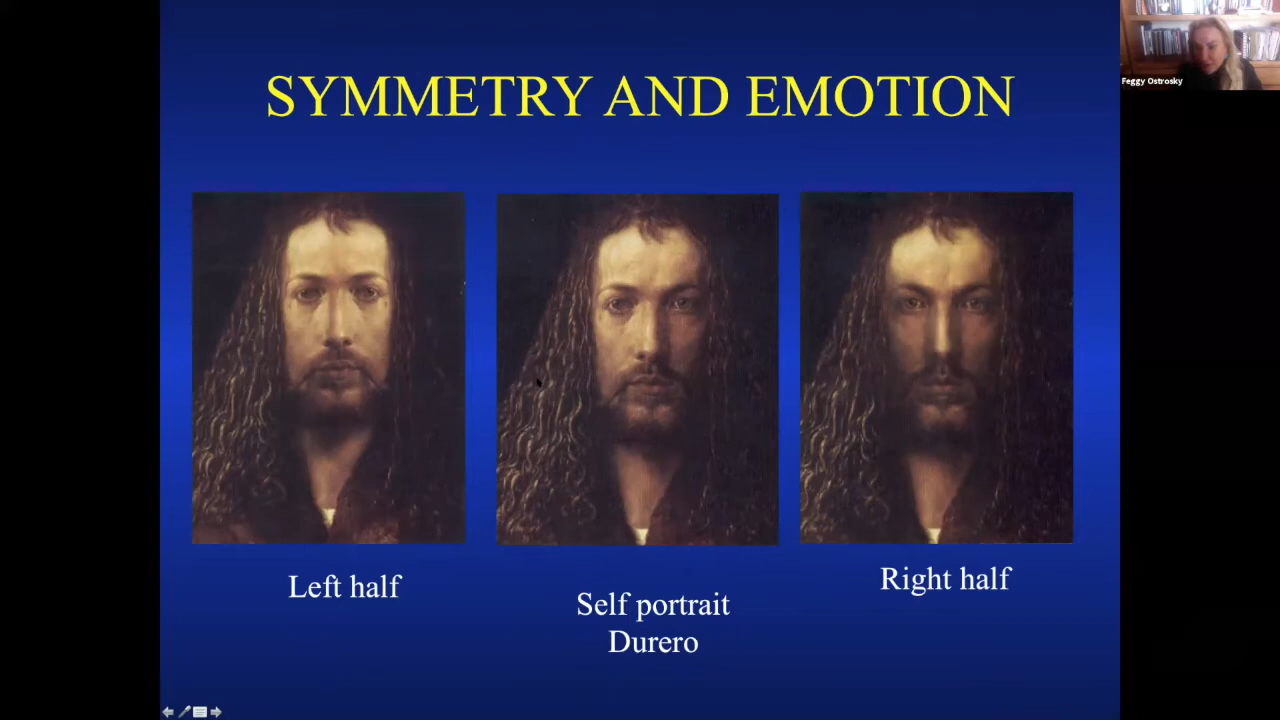 SYMMETRY AND EMOTION
Feggy Ostrosky
Left half
Self portrait
Durero
Right half